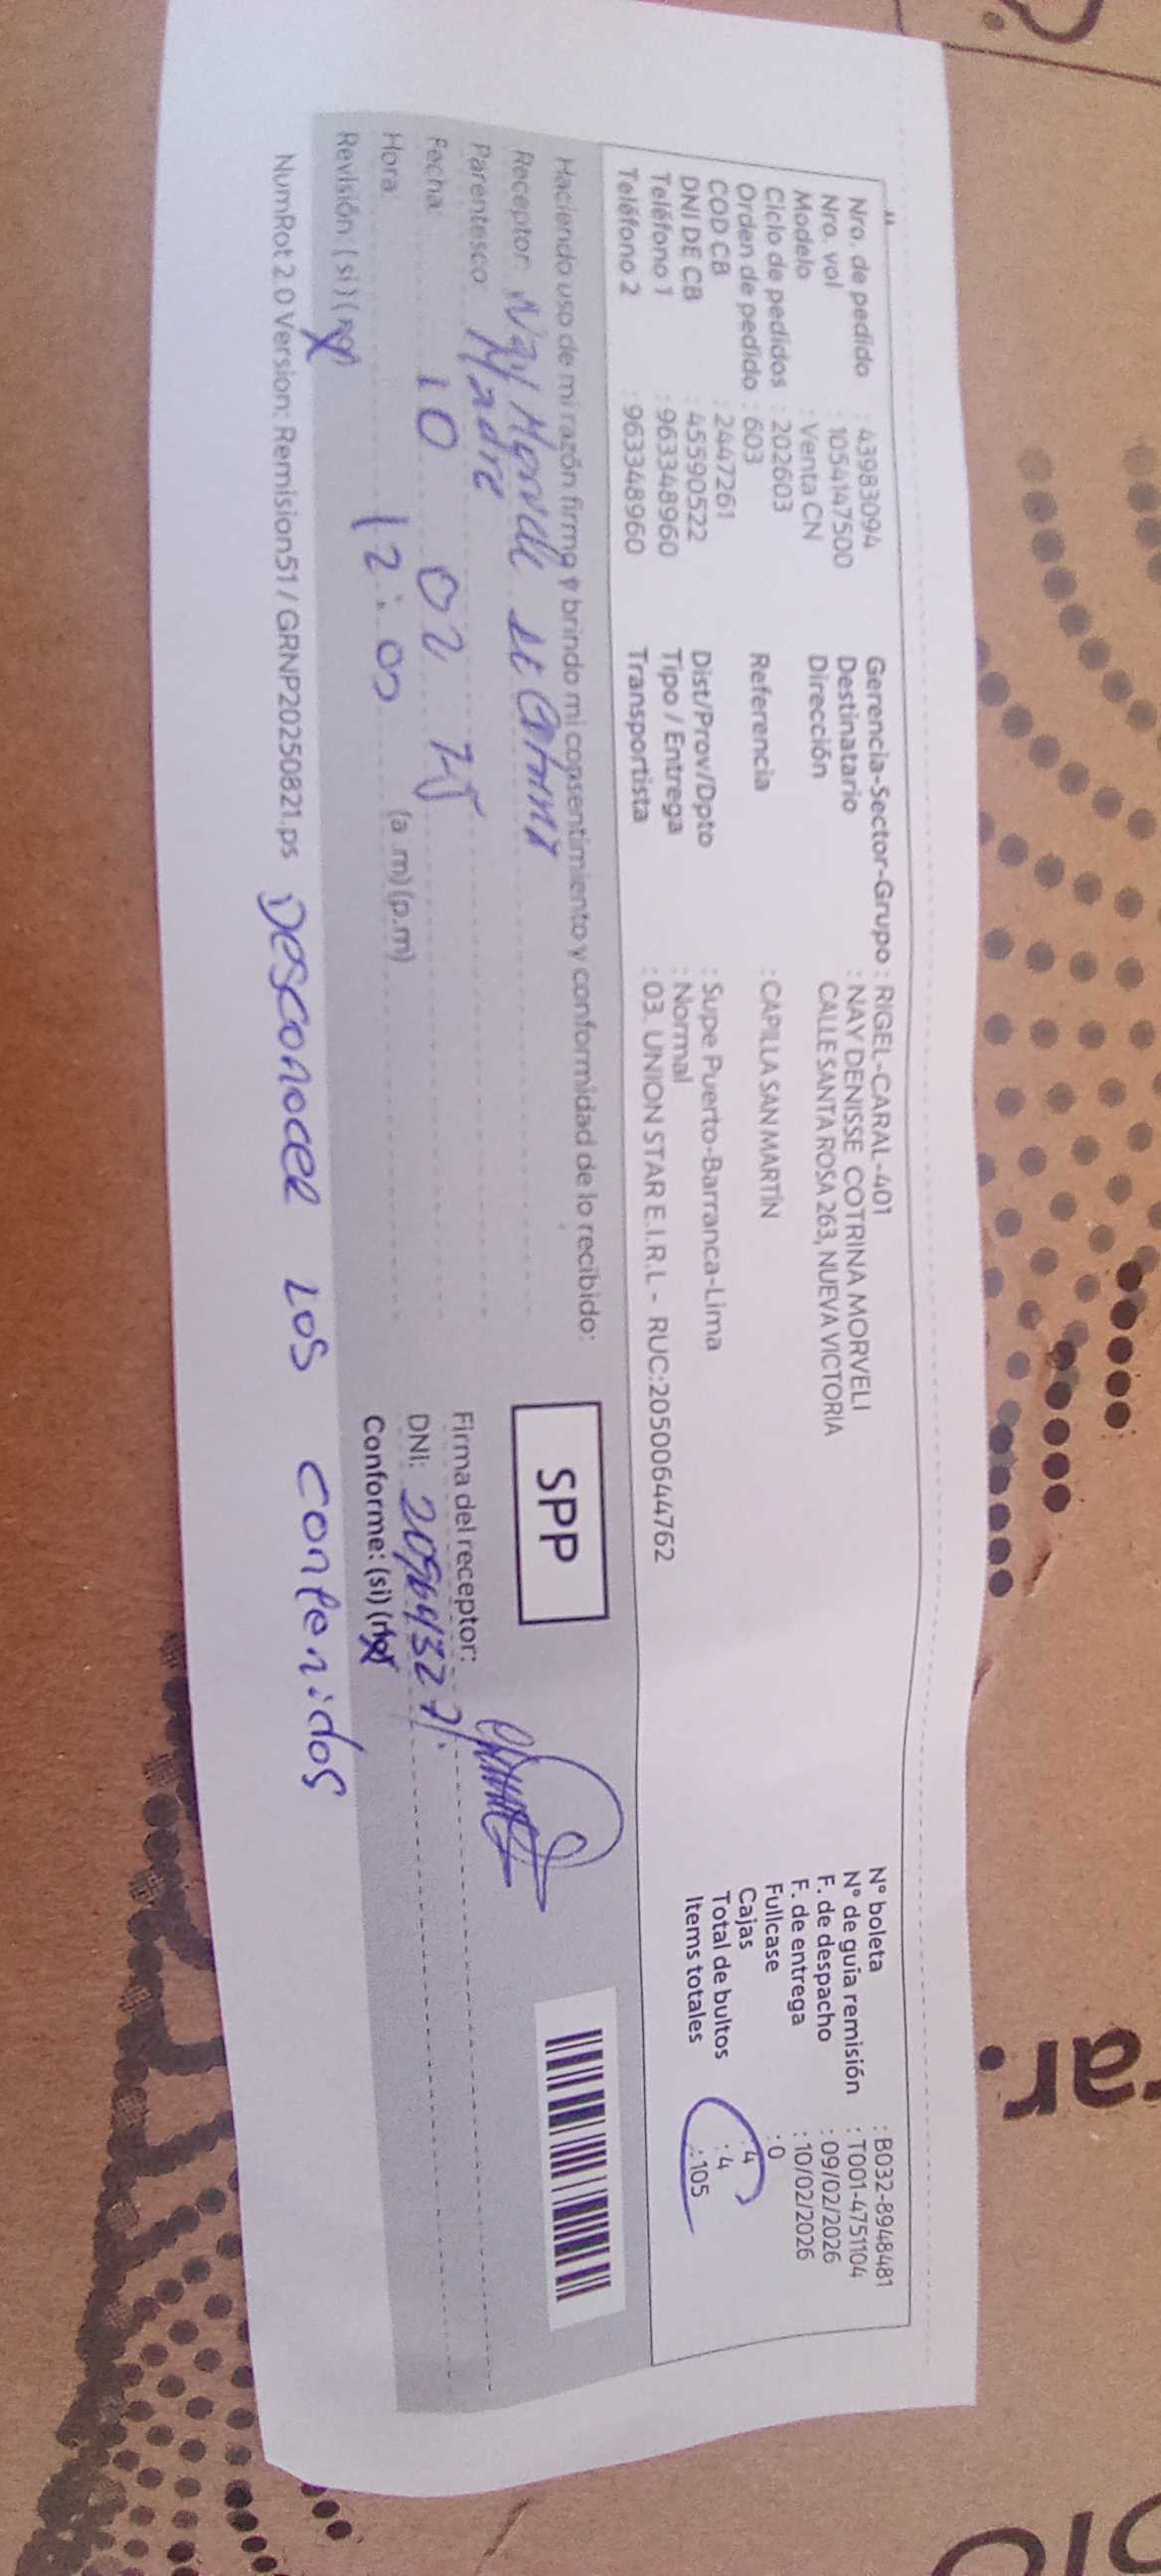 Nro. de pedido : 43983094
Nro. vol : 1054147500
Modelo : Venta CN
Ciclo de pedidos : 202603
Orden de pedido : 603
COD CB : 2447261
DNI DE CB : 45590522
Teléfono 1 : 963348960
Teléfono 2 : 963348960
Gerencia-Sector-Grupo : RIGEL-CARAL-401
Destinatario : NAY DENISSE COTRINA MORVELI
Dirección : CALLE SANTA ROSA 263, NUEVA VICTORIA
Referencia : CAPILLA SAN MARTÍN
Dist/Prov/Dpto : Supe Puerto-Barranca-Lima
Tipo / Entrega : Normal
Transportista : 03. UNION STAR E.I.R.L - RUC:20500644762
N° boleta : B032-8948481
N° de guía remisión : T001-4751104
F. de despacho : 09/02/2026
F. de entrega : 10/02/2026
Fullcase : 0
Cajas : 4
Total de bultos : 4
Items totales : 105
Haciendo uso de mi razón firmo y brindo mi consentimiento y conformidad de lo recibido:
Receptor:
Parentesco Madre
Fecha: 10 02
Hora: 12:00 (a.m)(p.m)
Revisión (si)(no)
SPP
Firma del receptor:
DNI:
Conforme: (si)(no)
NumRot 2.0 Version: Remision51 / GRNP20250821.ps
Desconocer los contenidos
ar.